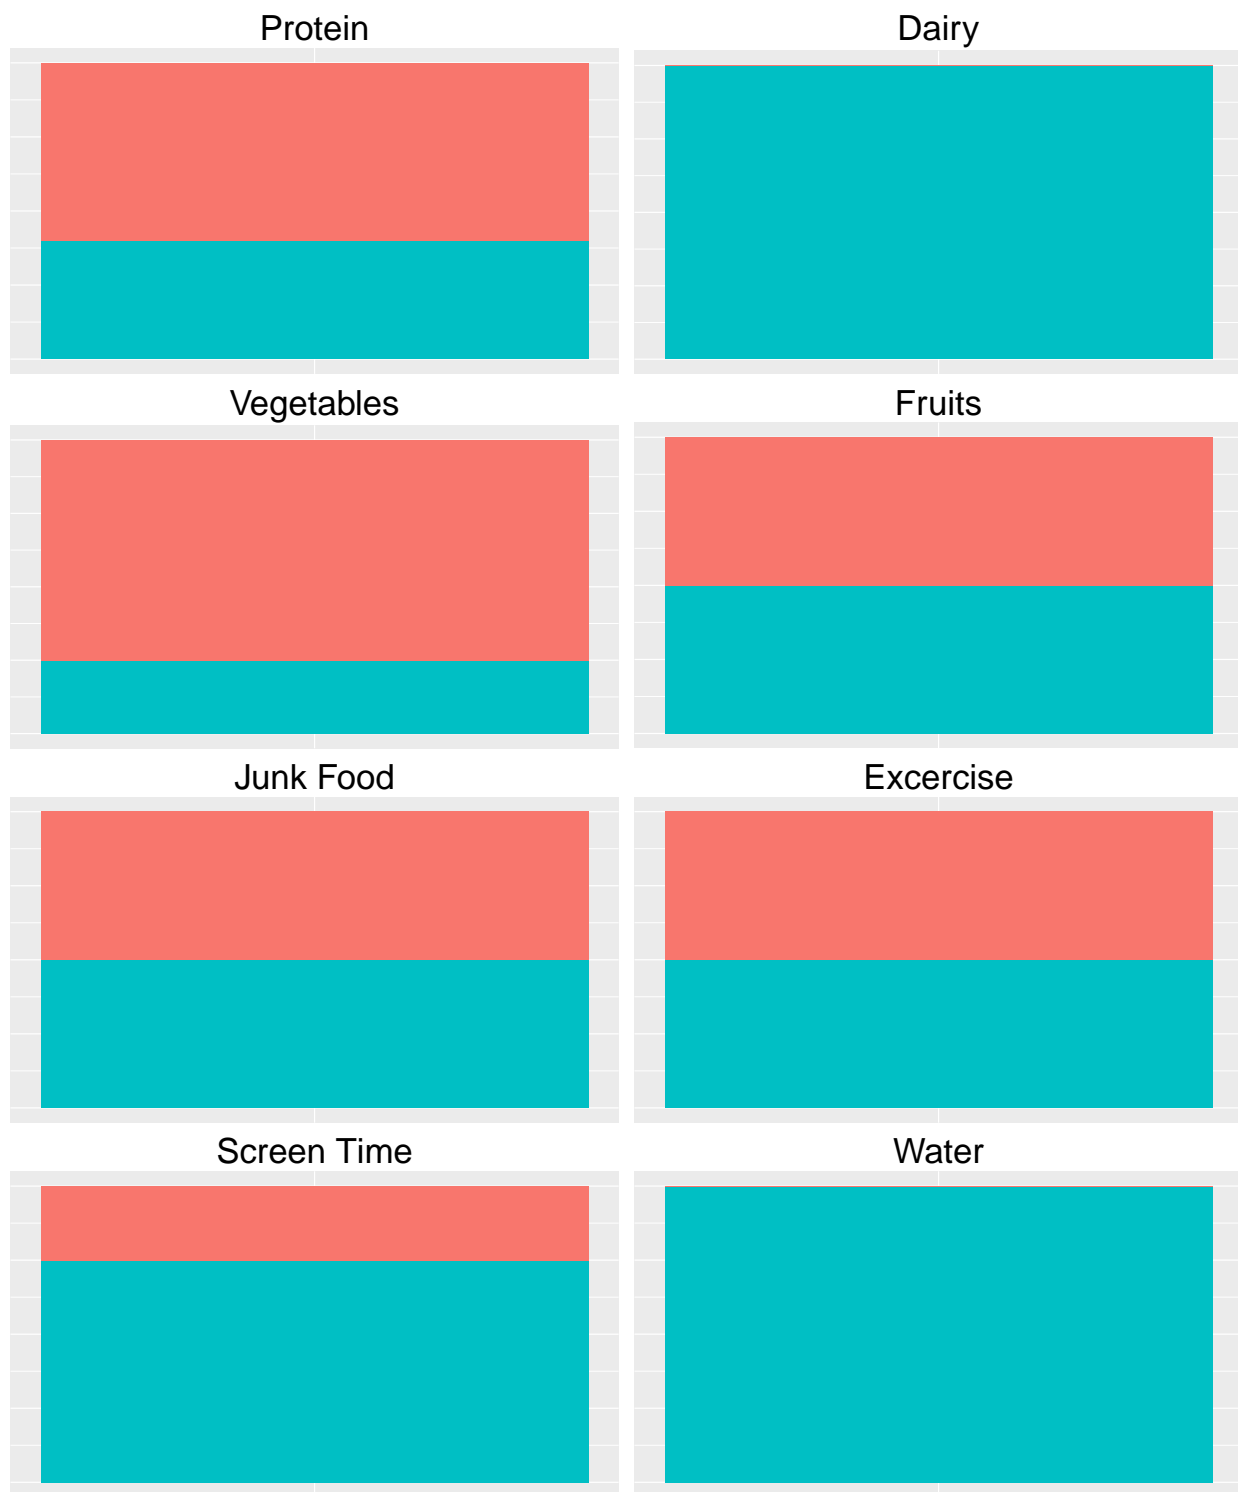 Protein
Dairy
Vegetables
Fruits
Junk Food
Excercise
Screen Time
Water